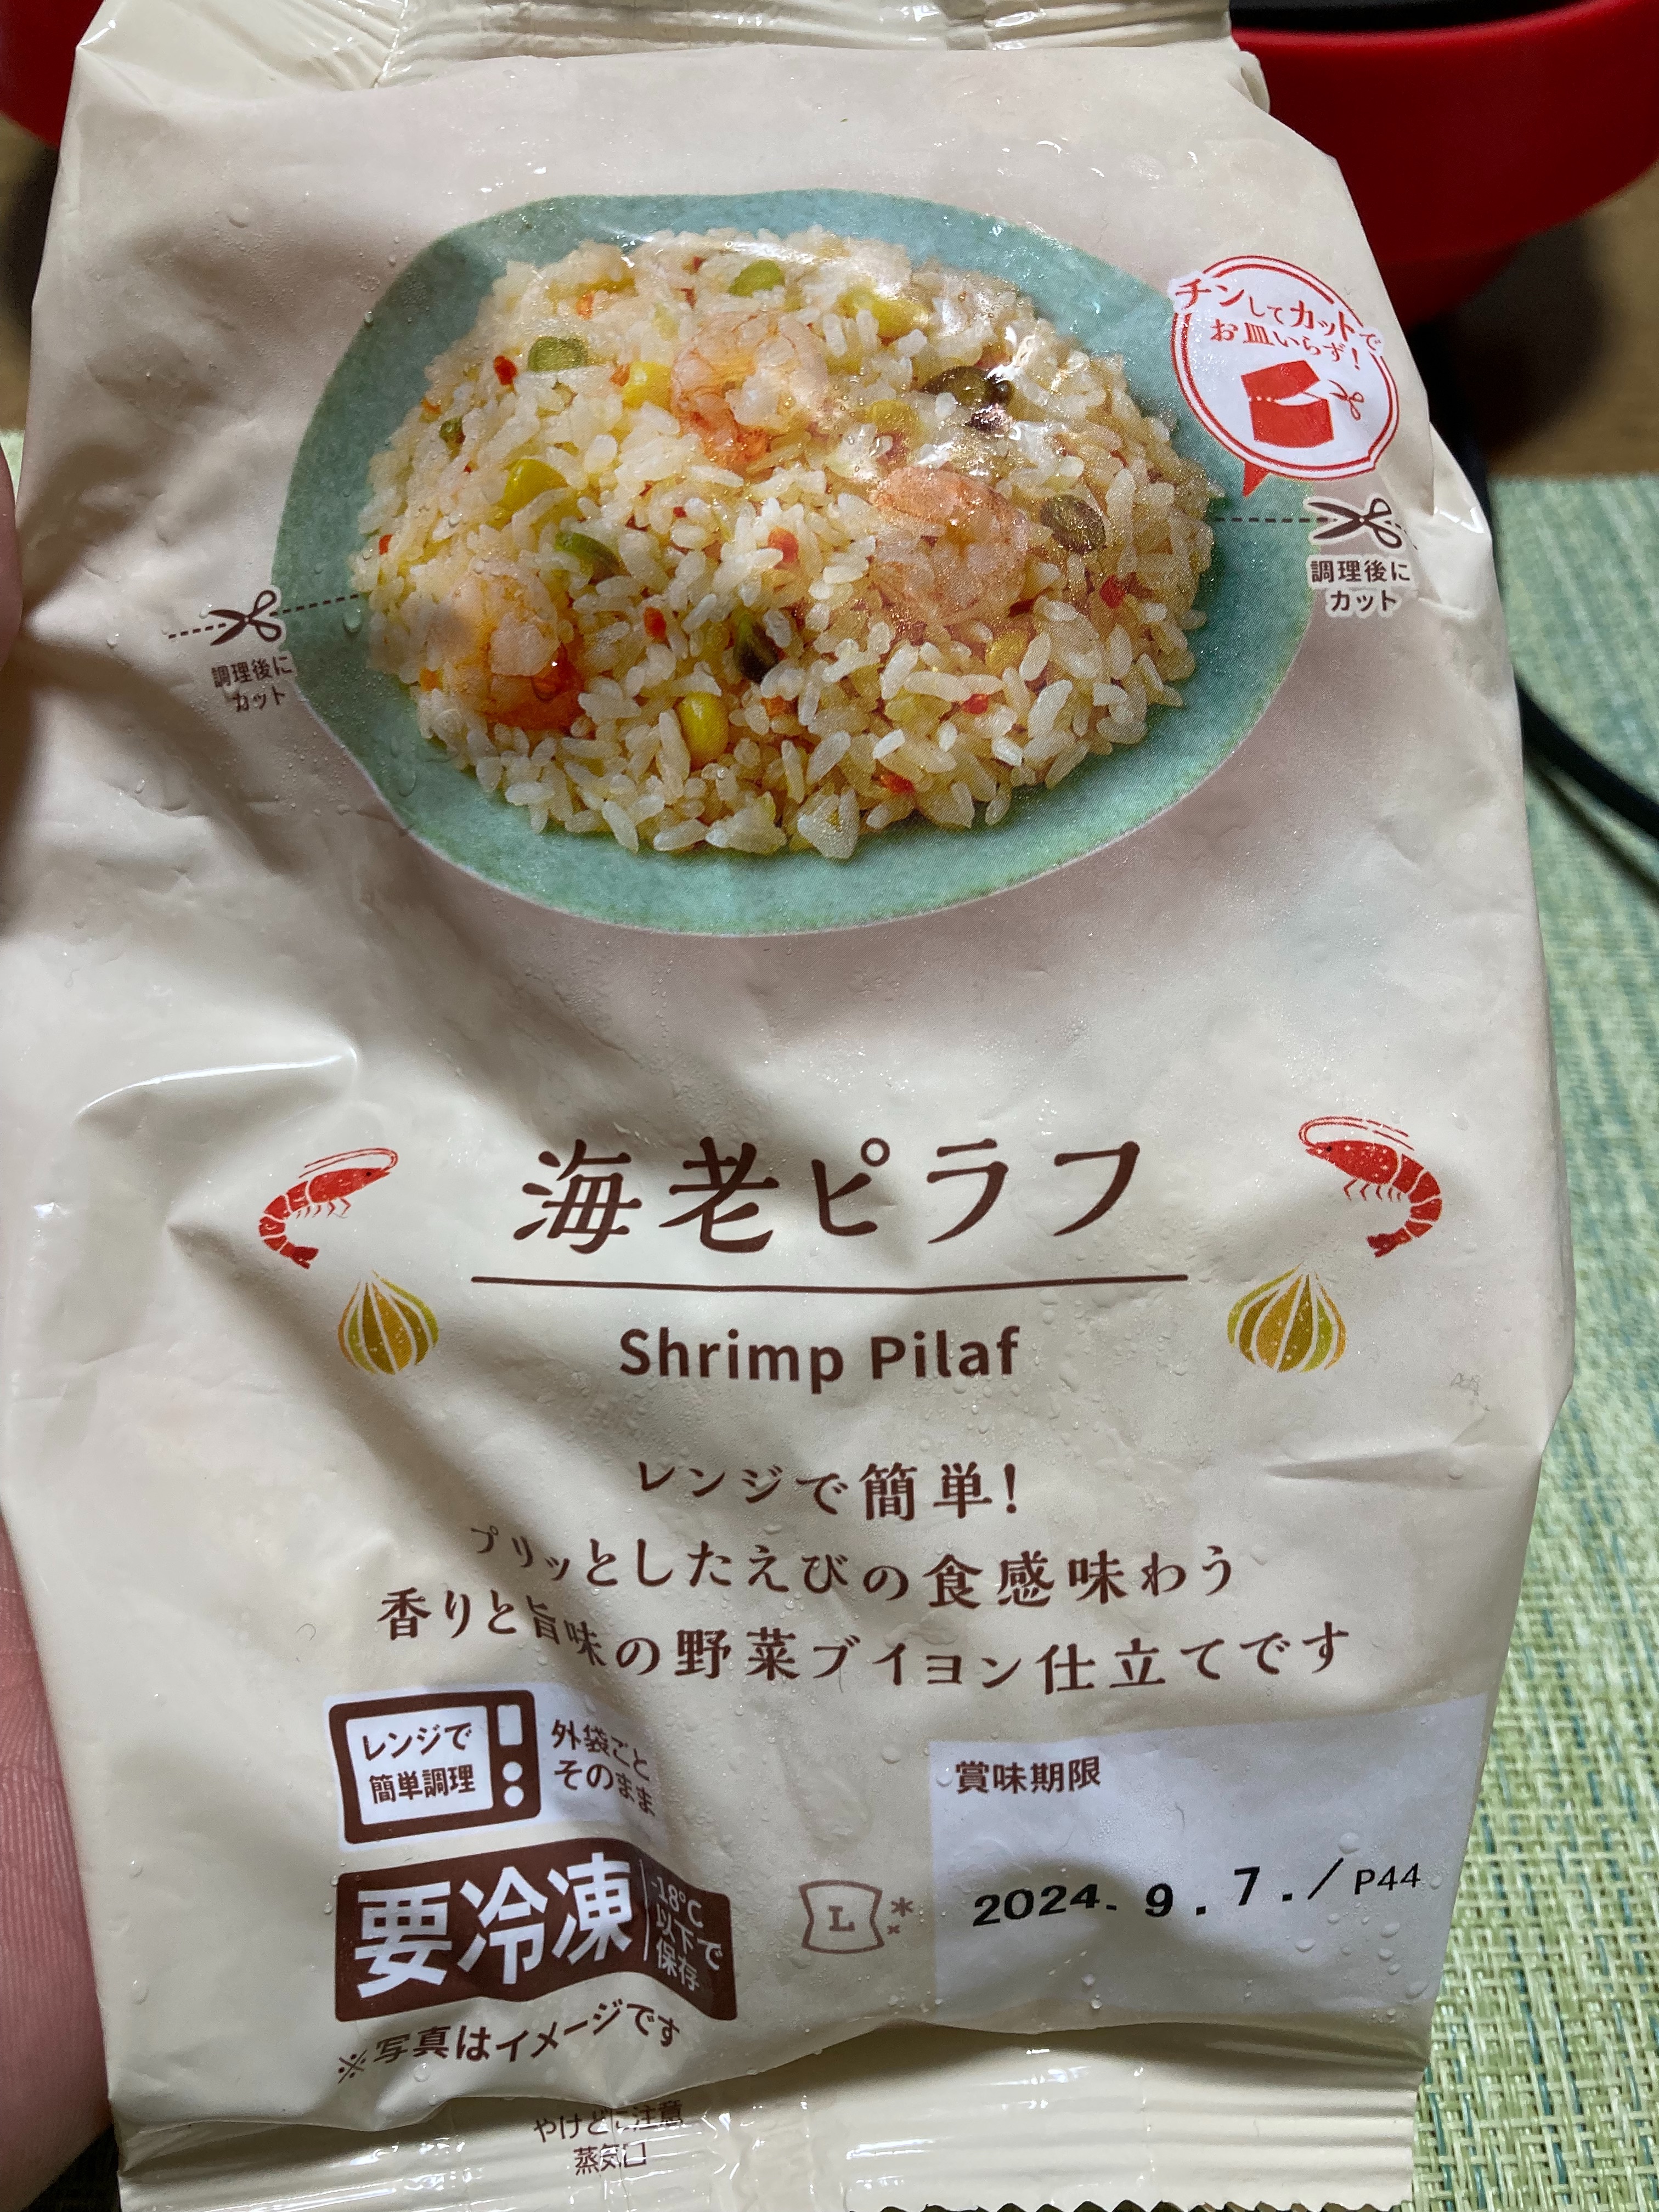 チンしてカットで
お皿いらず!
調理後に
カット
調理後に
カット
海老ピラフ
Shrimp Pilaf
レンジで簡単!
プリッとしたえびの食感味わう
香りと旨味の野菜ブイヨン仕立てです
レンジで
簡単調理
外袋ごと
そのまま
賞味期限
2024.9.7./P44
要冷凍
-18℃
以下で
保存
L
※写真はイメージです
やけどに注意
蒸気口